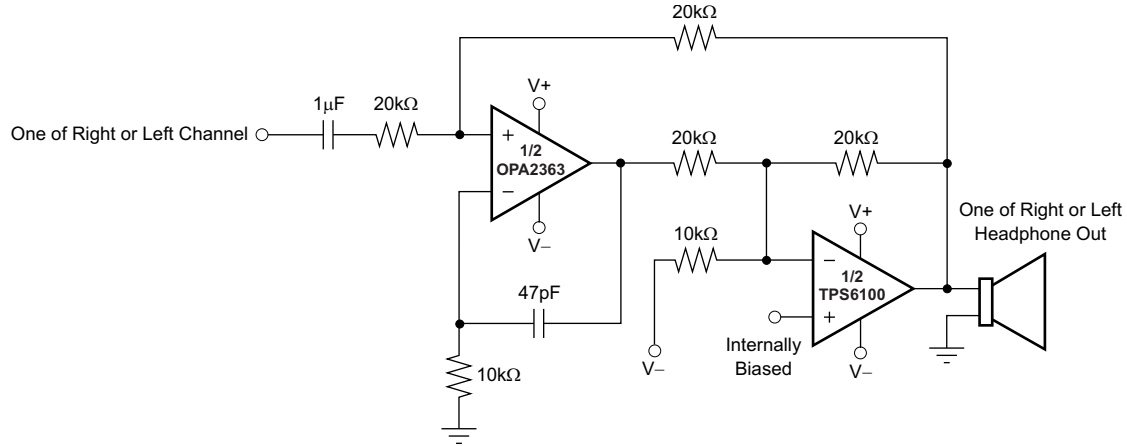 20kΩ
1μF
20kΩ
V+
One of Right or Left Channel
+
1/2
OPA2363
−
V−
20kΩ
20kΩ
10kΩ
V−
47pF
10kΩ
V+
−
1/2
TPS6100
+
Internally
Biased
V−
One of Right or Left
Headphone Out